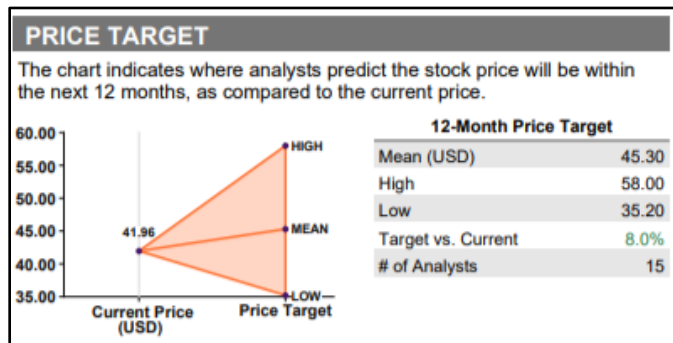 PRICE TARGET
The chart indicates where analysts predict the stock price will be within
the next 12 months, as compared to the current price.
60.00
55.00
50.00
45.00
40.00
35.00
41.96
HIGH
MEAN
LOW
Current Price
(USD)
Price Target
12-Month Price Target
Mean (USD) 45.30
High 58.00
Low 35.20
Target vs. Current 8.0%
# of Analysts 15